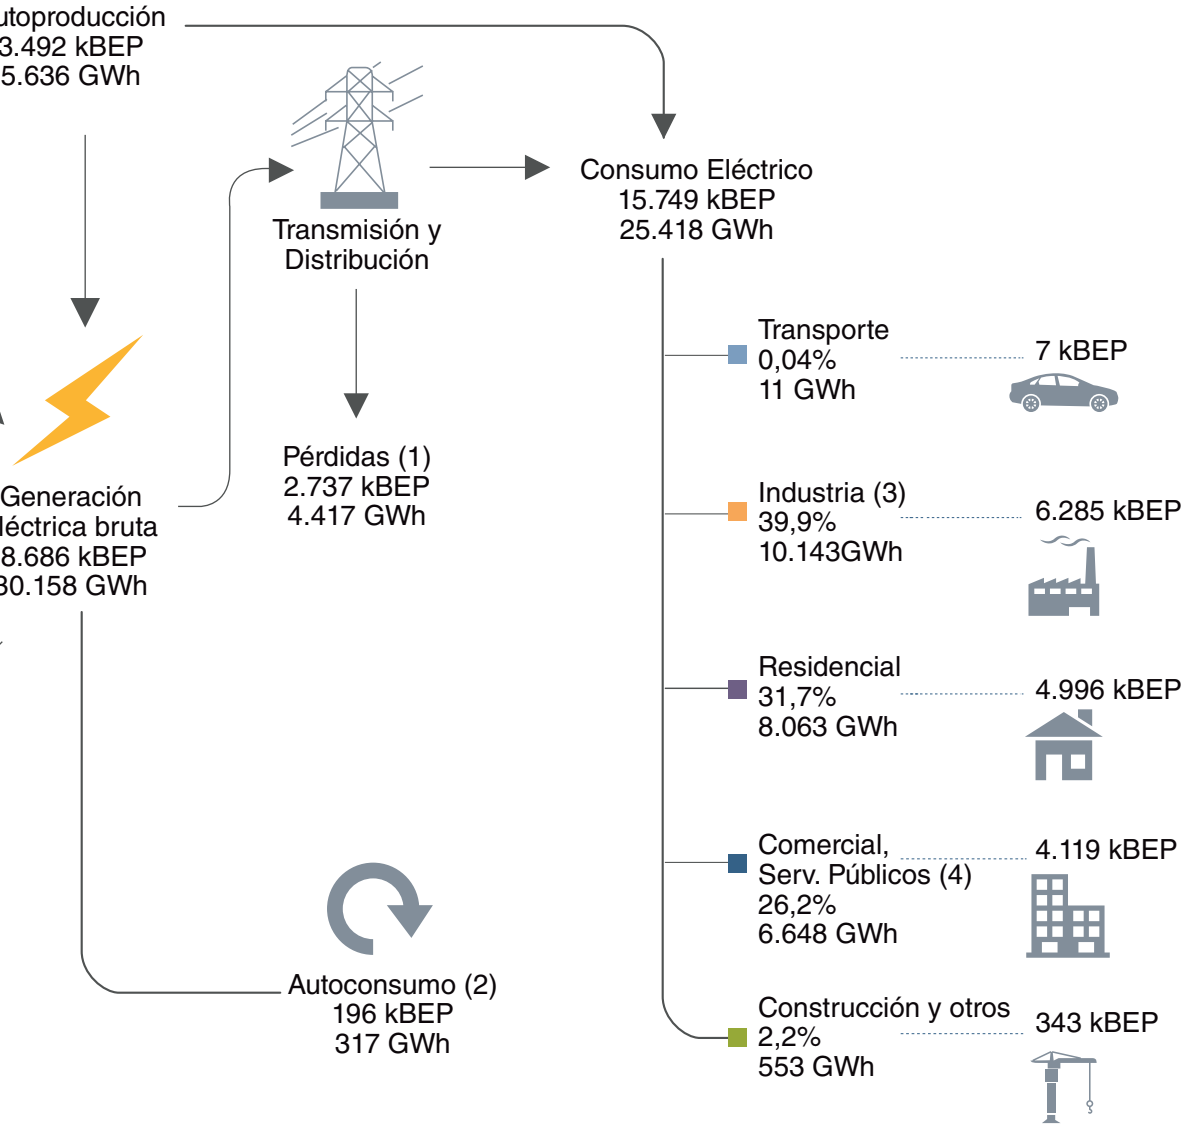 utoproducción
3.492 kBEP
5.636 GWh
Transmisión y
Distribución
Consumo Eléctrico
15.749 kBEP
25.418 GWh
Transporte
0,04%
11 GWh
7 kBEP
Pérdidas (1)
2.737 kBEP
4.417 GWh
Generación
léctrica bruta
8.686 kBEP
30.158 GWh
Industria (3)
39,9%
10.143GWh
6.285 kBEP
Residencial
31,7%
8.063 GWh
4.996 kBEP
Comercial,
Serv. Públicos (4)
26,2%
6.648 GWh
4.119 kBEP
Autoconsumo (2)
196 kBEP
317 GWh
Construcción y otros
2,2%
553 GWh
343 kBEP